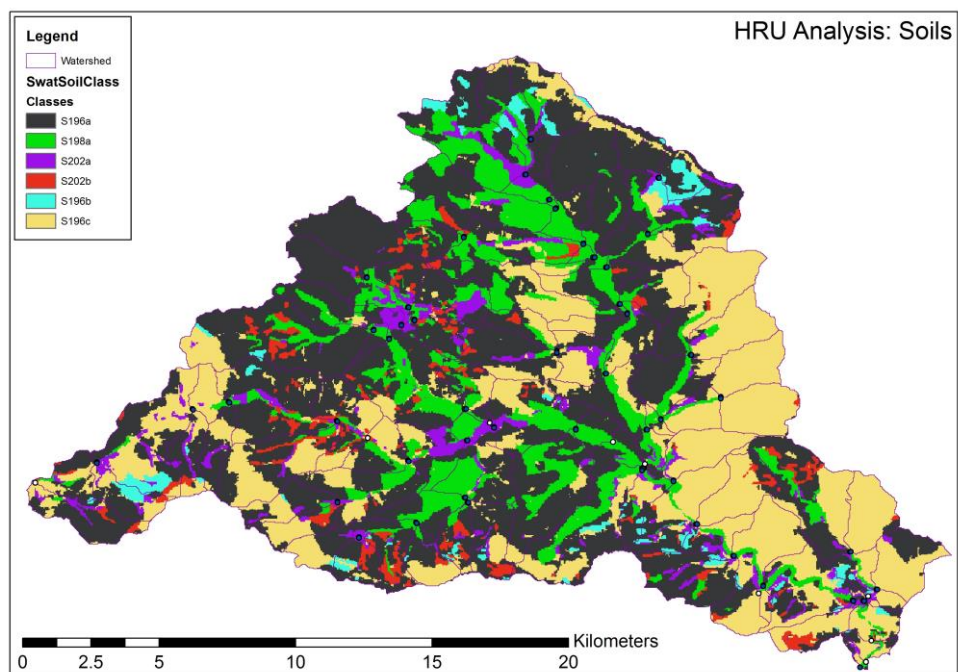 HRU Analysis: Soils
Legend
Watershed
SwatSoilClass
Classes
S196a
S198a
S202a
S202b
S196b
S196c
Kilometers
0 2.5 5 10 15 20